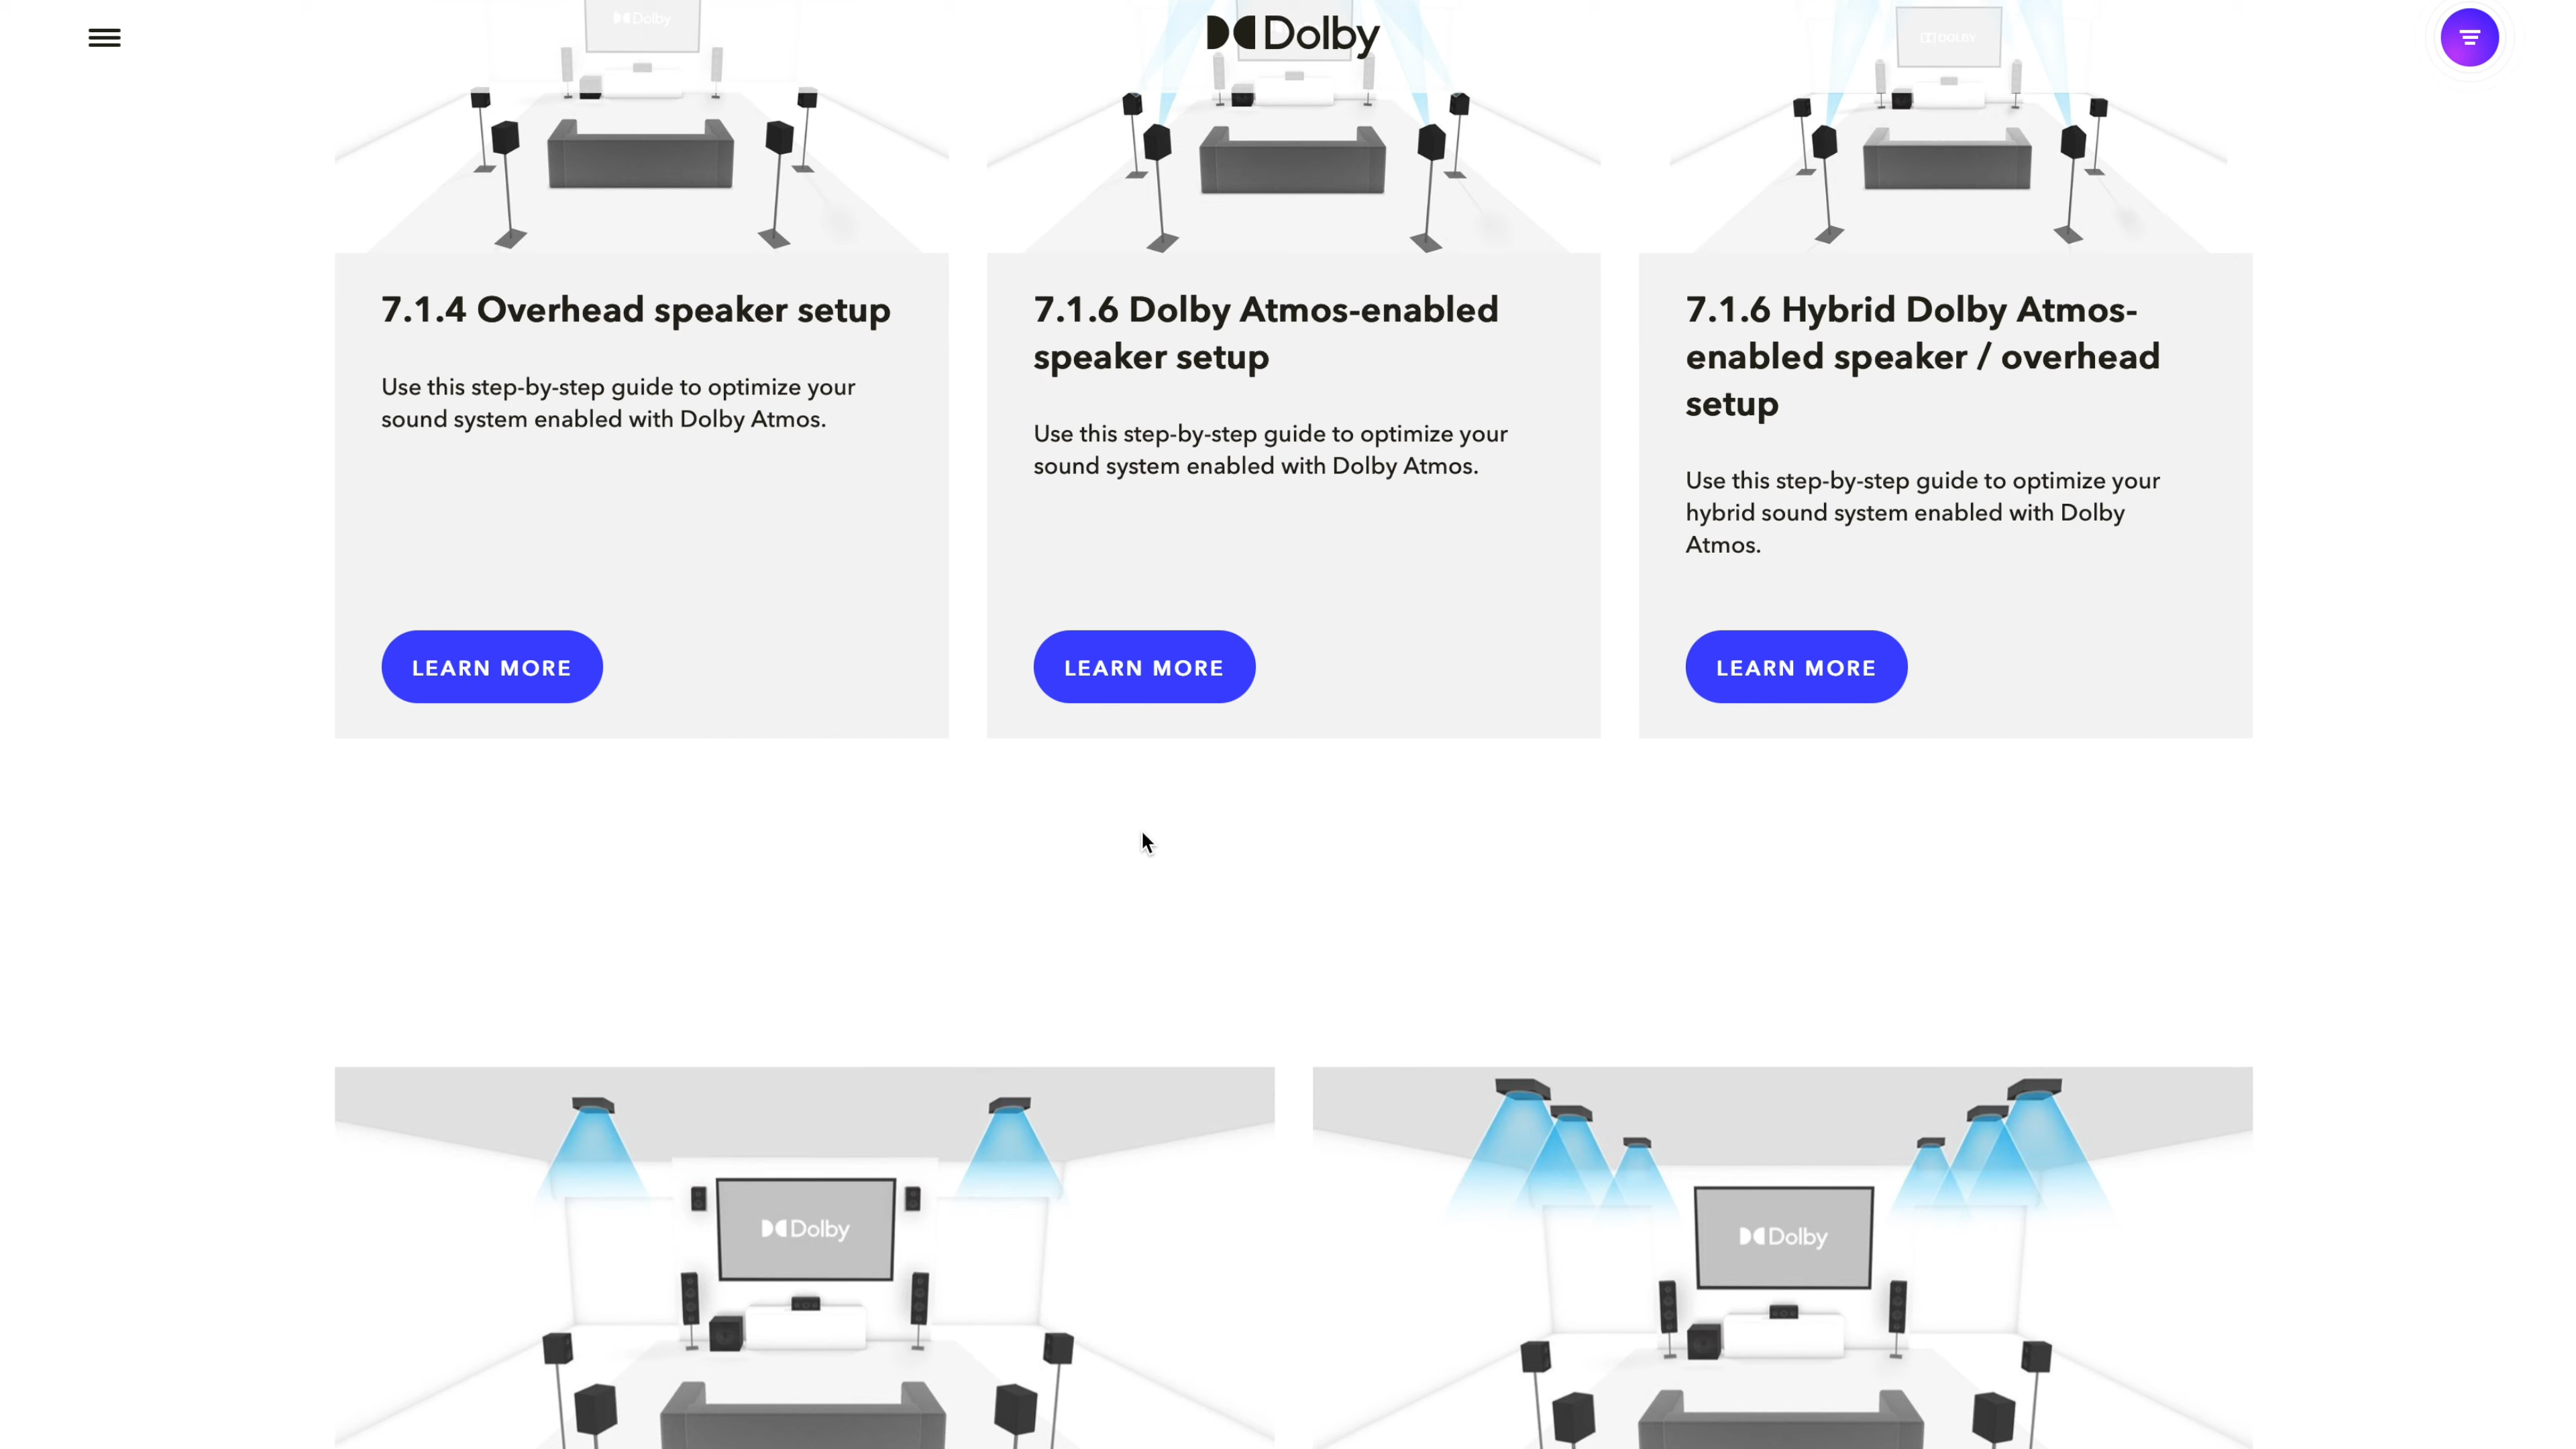 Dolby
Dolby
DOLBY
7.1.4 Overhead speaker setup
Use this step-by-step guide to optimize your
sound system enabled with Dolby Atmos.
LEARN MORE
7.1.6 Dolby Atmos-enabled
speaker setup
Use this step-by-step guide to optimize your
sound system enabled with Dolby Atmos.
LEARN MORE
7.1.6 Hybrid Dolby Atmos-
enabled speaker / overhead
setup
Use this step-by-step guide to optimize your
hybrid sound system enabled with Dolby
Atmos.
LEARN MORE
Dolby
Dolby